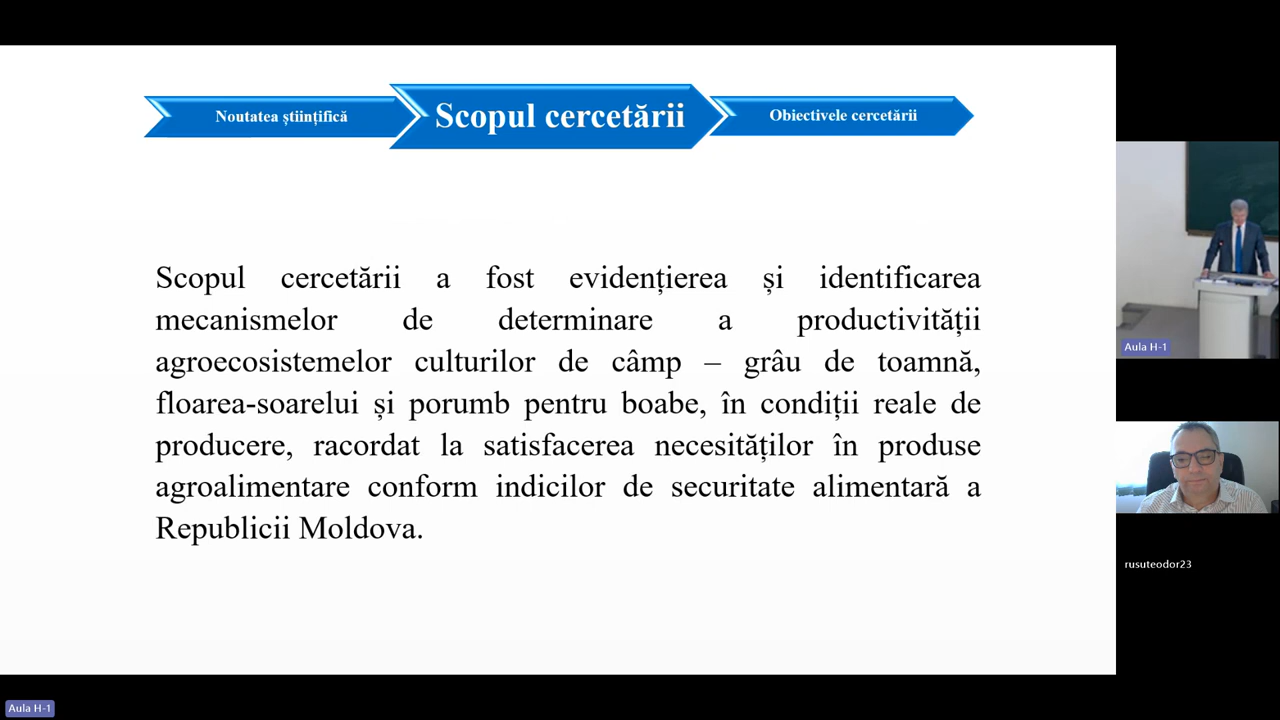 Noutatea științifică
Scopul cercetării
Obiectivele cercetării
Scopul cercetării a fost evidențierea și identificarea
mecanismelor de determinare a productivității
agroecosistemelor culturilor de câmp – grâu de toamnă,
floarea-soarelui și porumb pentru boabe, în condiții reale de
producere, racordat la satisfacerea necesităților în produse
agroalimentare conform indicilor de securitate alimentară a
Republicii Moldova.
Aula H-1
rusuteodor23
Aula H-1